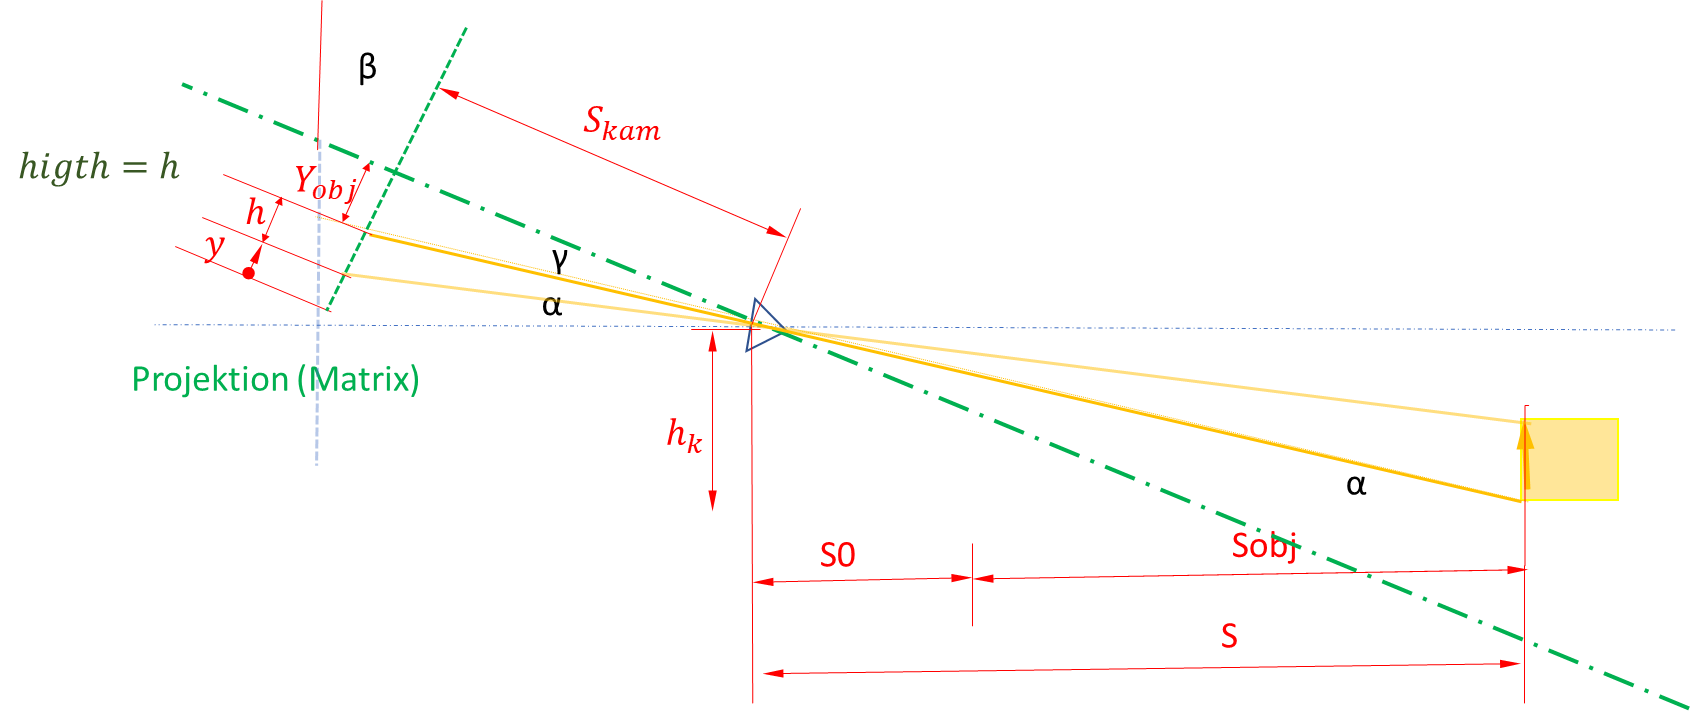 β
S_kam
higth = h
Y_obj
h
y
γ
α
Projektion (Matrix)
h_k
α
S0
Sobj
S